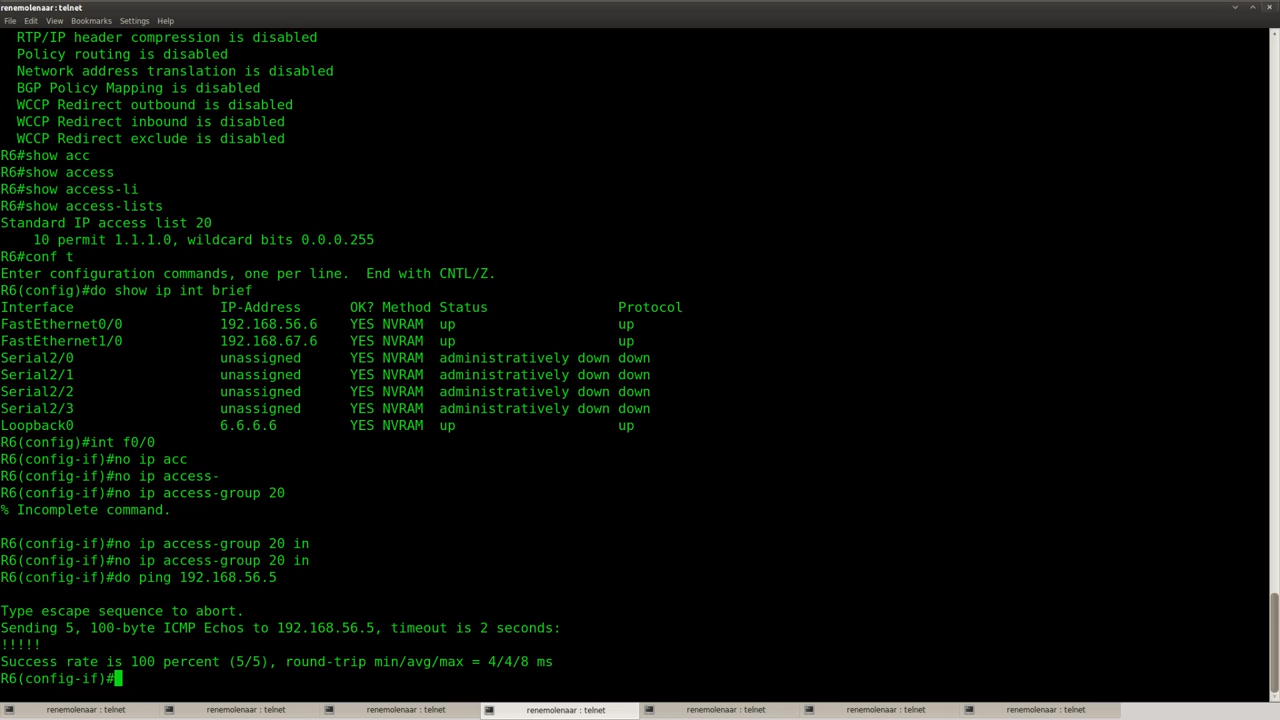 renemolenaar : telnet
File Edit View Bookmarks Settings Help
RTP/IP header compression is disabled
Policy routing is disabled
Network address translation is disabled
BGP Policy Mapping is disabled
WCCP Redirect outbound is disabled
WCCP Redirect inbound is disabled
WCCP Redirect exclude is disabled
R6#show acc
R6#show access
R6#show access-li
R6#show access-lists
Standard IP access list 20
    10 permit 1.1.1.0, wildcard bits 0.0.0.255
R6#conf t
Enter configuration commands, one per line.  End with CNTL/Z.
R6(config)#do show ip int brief
Interface                  IP-Address      OK? Method Status                Protocol
FastEthernet0/0            192.168.56.6    YES NVRAM  up                    up
FastEthernet1/0            192.168.67.6    YES NVRAM  up                    up
Serial2/0                  unassigned      YES NVRAM  administratively down down
Serial2/1                  unassigned      YES NVRAM  administratively down down
Serial2/2                  unassigned      YES NVRAM  administratively down down
Serial2/3                  unassigned      YES NVRAM  administratively down down
Loopback0                  6.6.6.6         YES NVRAM  up                    up
R6(config)#int f0/0
R6(config-if)#no ip acc
R6(config-if)#no ip access-
R6(config-if)#no ip access-group 20
% Incomplete command.
R6(config-if)#no ip access-group 20 in
R6(config-if)#no ip access-group 20 in
R6(config-if)#do ping 192.168.56.5
Type escape sequence to abort.
Sending 5, 100-byte ICMP Echos to 192.168.56.5, timeout is 2 seconds:
!!!!!
Success rate is 100 percent (5/5), round-trip min/avg/max = 4/4/8 ms
R6(config-if)#
renemolenaar : telnet renemolenaar : telnet renemolenaar : telnet renemolenaar : telnet renemolenaar : telnet renemolenaar : telnet renemolenaar : telnet